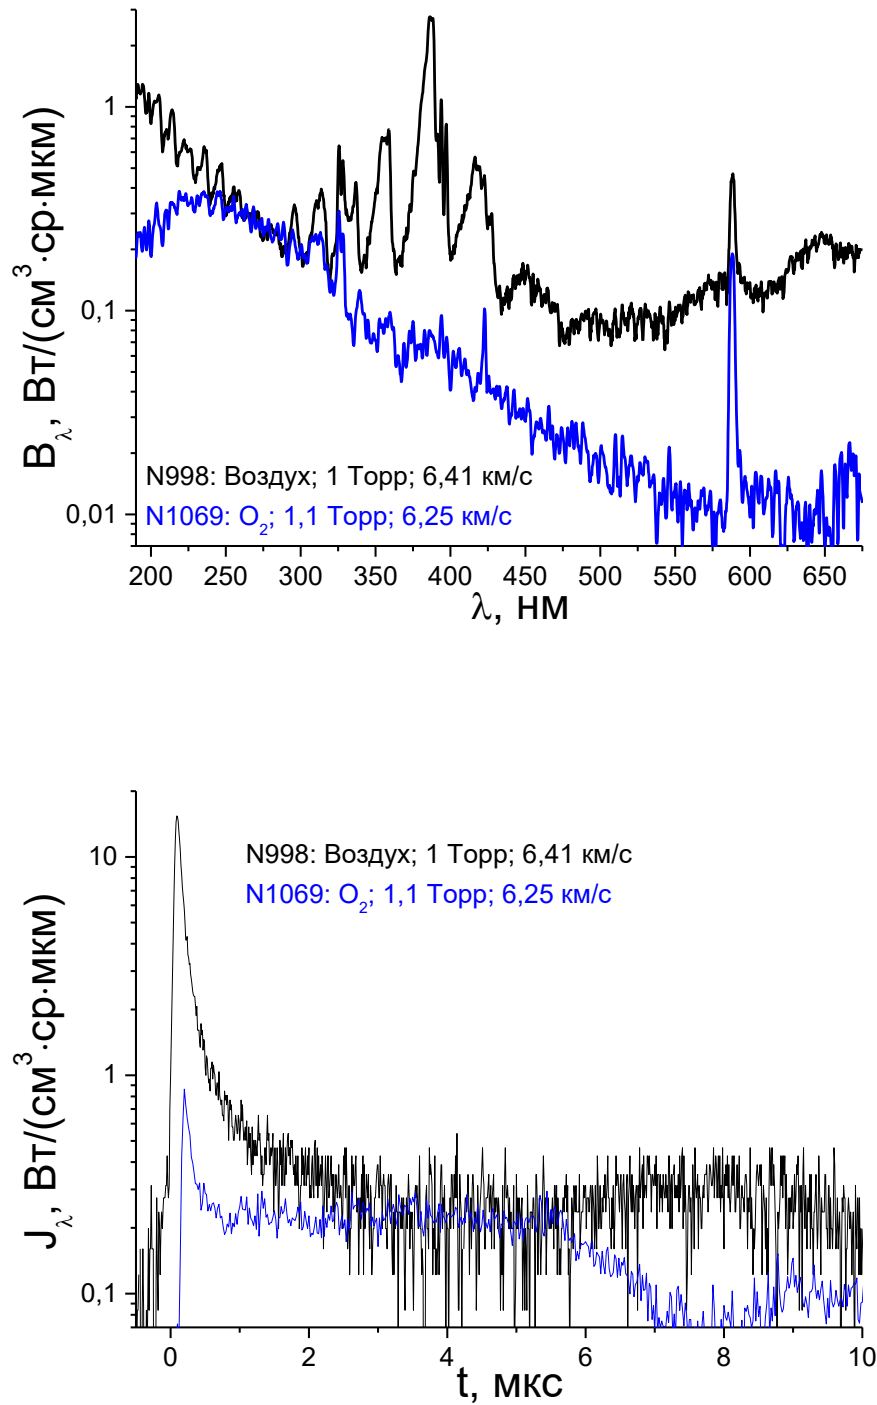 1
0,1
0,01
B_λ, Вт/(см³·ср·мкм)
N998: Воздух; 1 Торр; 6,41 км/с
N1069: O₂; 1,1 Торр; 6,25 км/с
200 250 300 350 400 450 500 550 600 650
λ, нм
10
1
0,1
J_λ, Вт/(см³·ср·мкм)
N998: Воздух; 1 Торр; 6,41 км/с
N1069: O₂; 1,1 Торр; 6,25 км/с
0 2 4 6 8 10
t, мкс